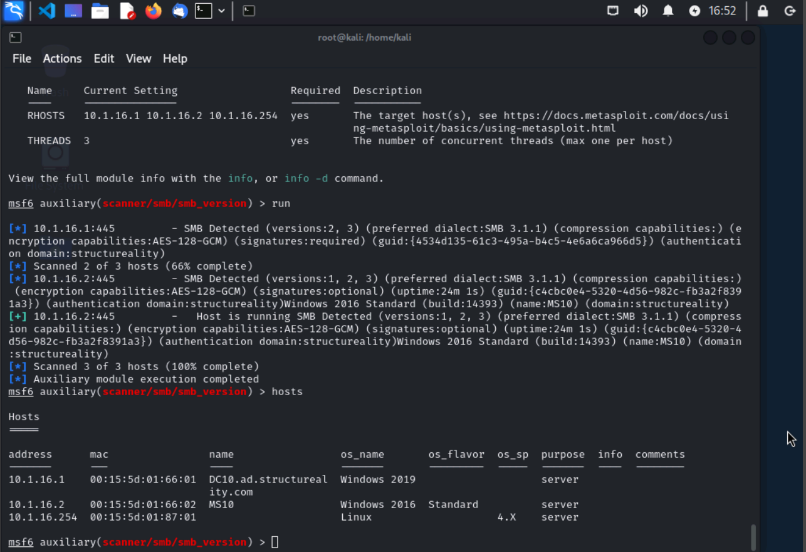 16:52
root@kali: /home/kali
File Actions Edit View Help
Name Current Setting Required Description
RHOSTS 10.1.16.1 10.1.16.2 10.1.16.254 yes The target host(s), see https://docs.metasploit.com/docs/usi
ng-metasploit/basics/using-metasploit.html
THREADS 3 yes The number of concurrent threads (max one per host)
View the full module info with the info, or info -d command.
msf6 auxiliary(scanner/smb/smb_version) > run
[*] 10.1.16.1:445 - SMB Detected (versions:2, 3) (preferred dialect:SMB 3.1.1) (compression capabilities:) (e
ncryption capabilities:AES-128-GCM) (signatures:required) (guid:{4534d135-61c3-495a-b4c5-4e6a6ca966d5}) (authenticati
on domain:structureality)
[*] Scanned 2 of 3 hosts (66% complete)
[*] 10.1.16.2:445 - SMB Detected (versions:1, 2, 3) (preferred dialect:SMB 3.1.1) (compression capabilities:)
(encryption capabilities:AES-128-GCM) (signatures:optional) (uptime:24m 1s) (guid:{c4cbc0e4-5320-4d56-982c-fb3a2f839
1a3}) (authentication domain:structureality)Windows 2016 Standard (build:14393) (name:MS10) (domain:structureality)
[+] 10.1.16.2:445 - Host is running SMB Detected (versions:1, 2, 3) (preferred dialect:SMB 3.1.1) (compress
ion capabilities:) (encryption capabilities:AES-128-GCM) (signatures:optional) (uptime:24m 1s) (guid:{c4cbc0e4-5320-4
d56-982c-fb3a2f8391a3}) (authentication domain:structureality)Windows 2016 Standard (build:14393) (name:MS10) (domain
:structureality)
[*] Scanned 3 of 3 hosts (100% complete)
[*] Auxiliary module execution completed
msf6 auxiliary(scanner/smb/smb_version) > hosts
Hosts
address mac name os_name os_flavor os_sp purpose info comments
10.1.16.1 00:15:5d:01:66:01 DC10.ad.structureal Windows 2019 server
ity.com
10.1.16.2 00:15:5d:01:66:02 MS10 Windows 2016 Standard server
10.1.16.254 00:15:5d:01:87:01 Linux 4.X server
msf6 auxiliary(scanner/smb/smb_version) >